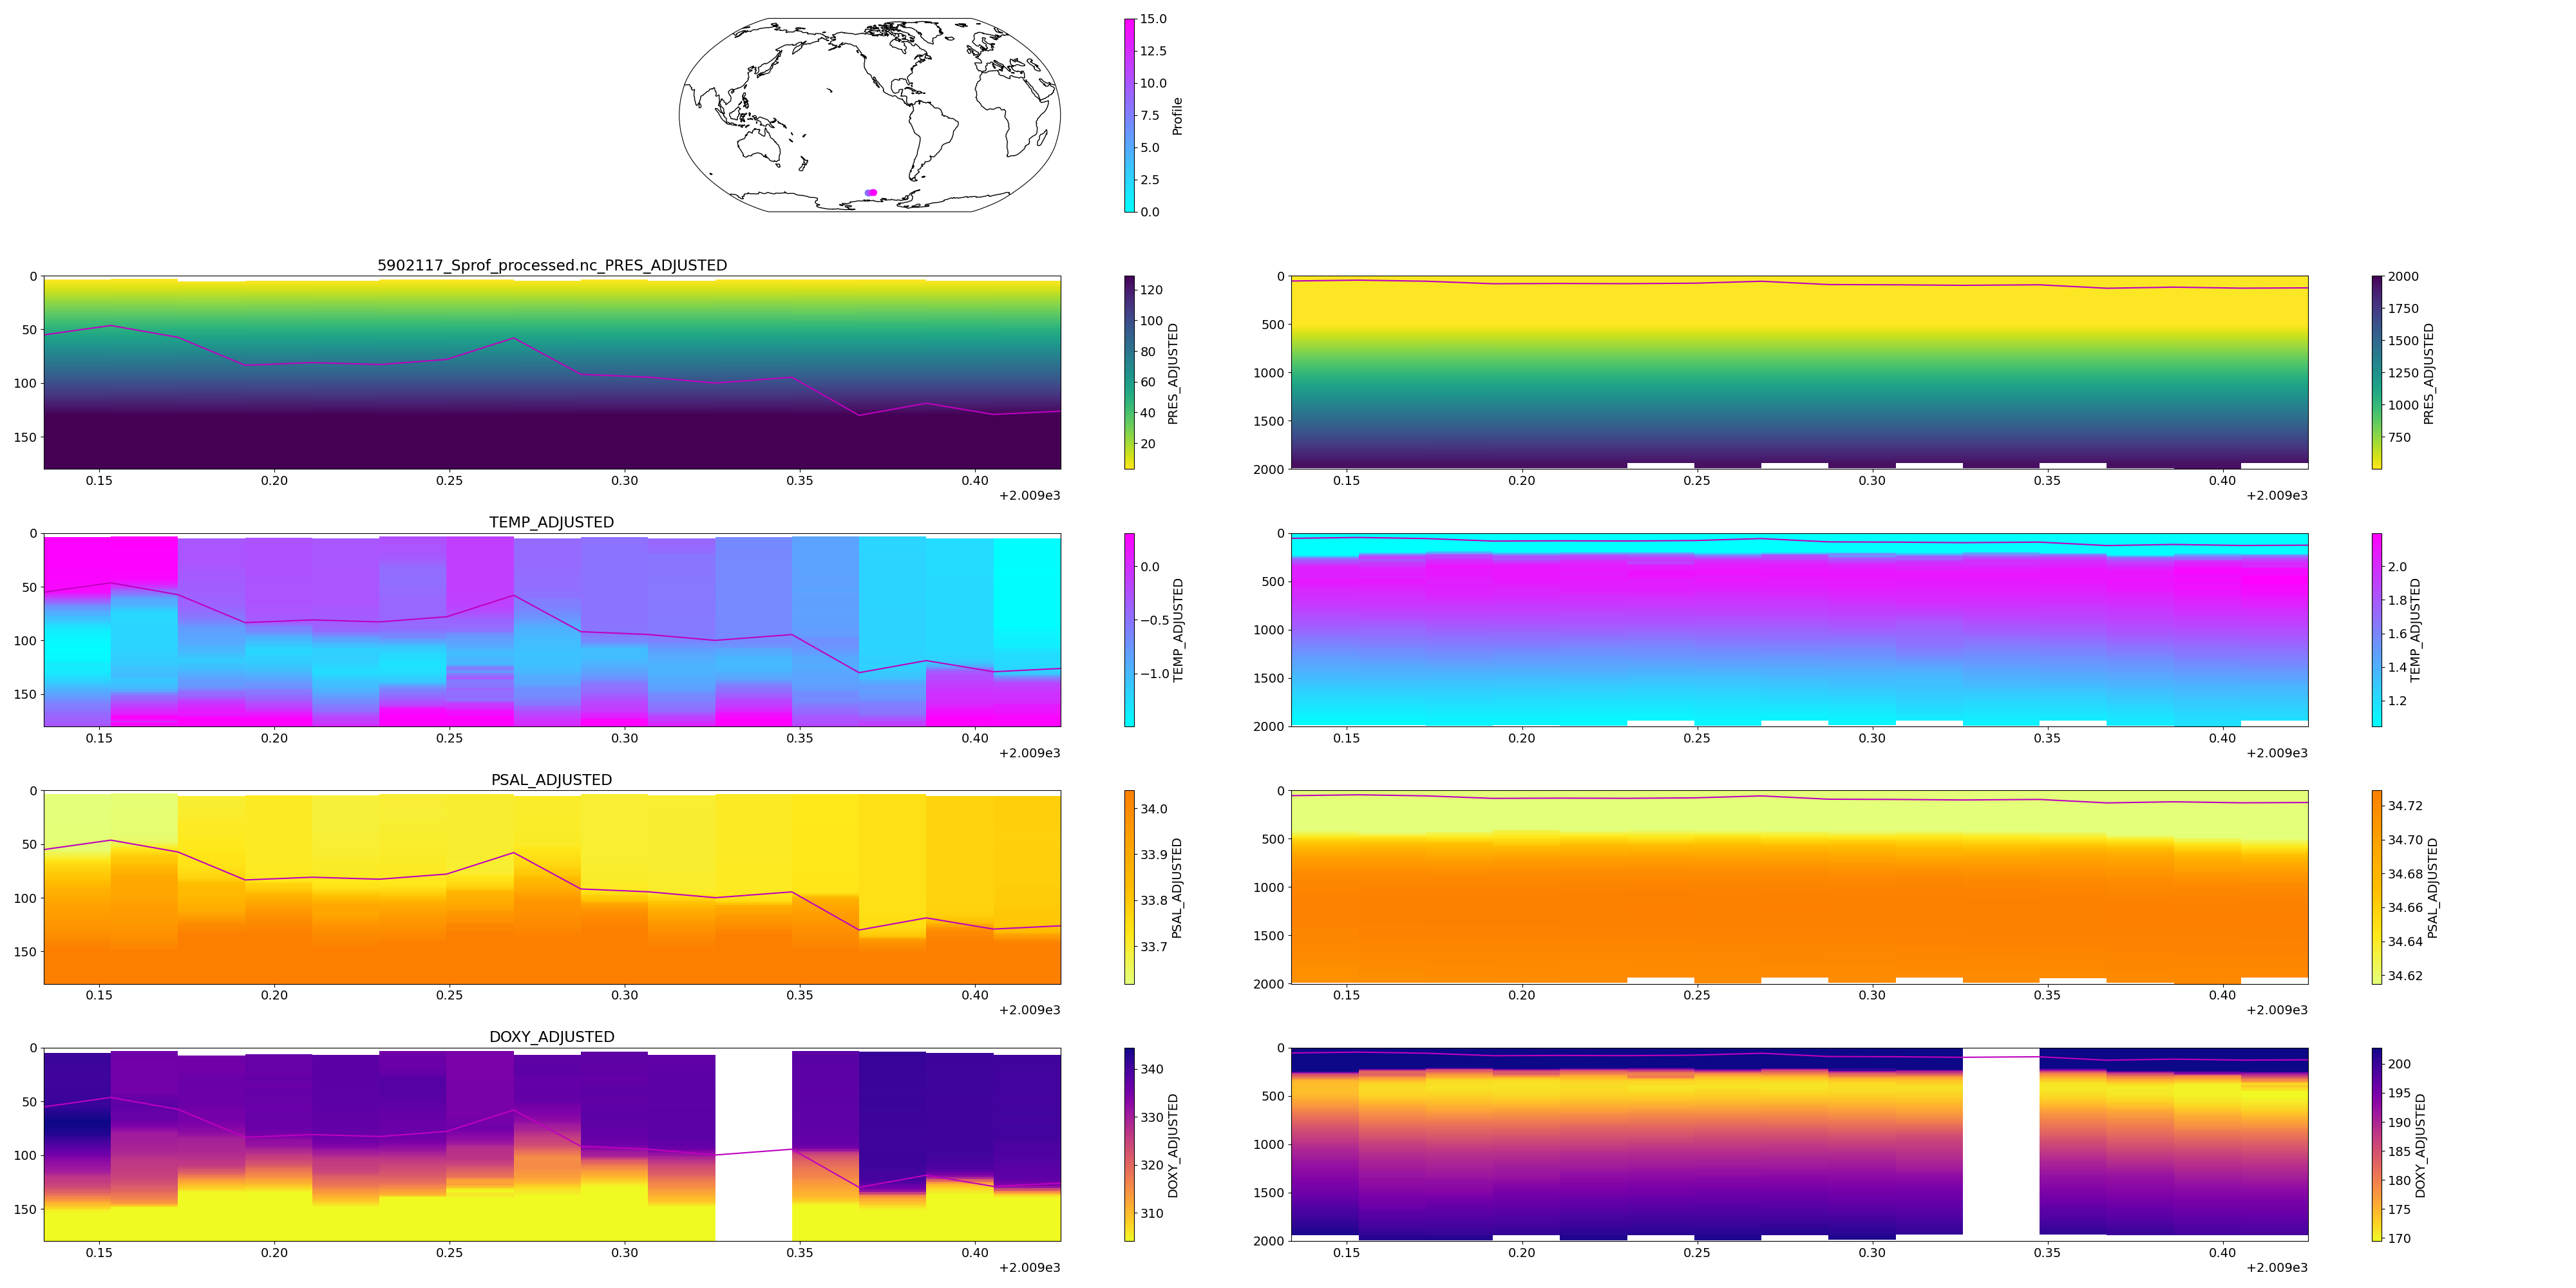 15.0
12.5
10.0
7.5
5.0
2.5
0.0
Profile
5902117_Sprof_processed.nc_PRES_ADJUSTED
0
50
100
150
0.15 0.20 0.25 0.30 0.35 0.40
+2.009e3
120
100
80
60
40
20
PRES_ADJUSTED
0
500
1000
1500
2000
0.15 0.20 0.25 0.30 0.35 0.40
+2.009e3
2000
1750
1500
1250
1000
750
PRES_ADJUSTED
TEMP_ADJUSTED
0
50
100
150
0.15 0.20 0.25 0.30 0.35 0.40
+2.009e3
0.0
−0.5
−1.0
TEMP_ADJUSTED
0
500
1000
1500
2000
0.15 0.20 0.25 0.30 0.35 0.40
+2.009e3
2.0
1.8
1.6
1.4
1.2
TEMP_ADJUSTED
PSAL_ADJUSTED
0
50
100
150
0.15 0.20 0.25 0.30 0.35 0.40
+2.009e3
34.0
33.9
33.8
33.7
PSAL_ADJUSTED
0
500
1000
1500
2000
0.15 0.20 0.25 0.30 0.35 0.40
+2.009e3
34.72
34.70
34.68
34.66
34.64
34.62
PSAL_ADJUSTED
DOXY_ADJUSTED
0
50
100
150
0.15 0.20 0.25 0.30 0.35 0.40
+2.009e3
340
330
320
310
DOXY_ADJUSTED
0
500
1000
1500
2000
0.15 0.20 0.25 0.30 0.35 0.40
+2.009e3
200
195
190
185
180
175
170
DOXY_ADJUSTED